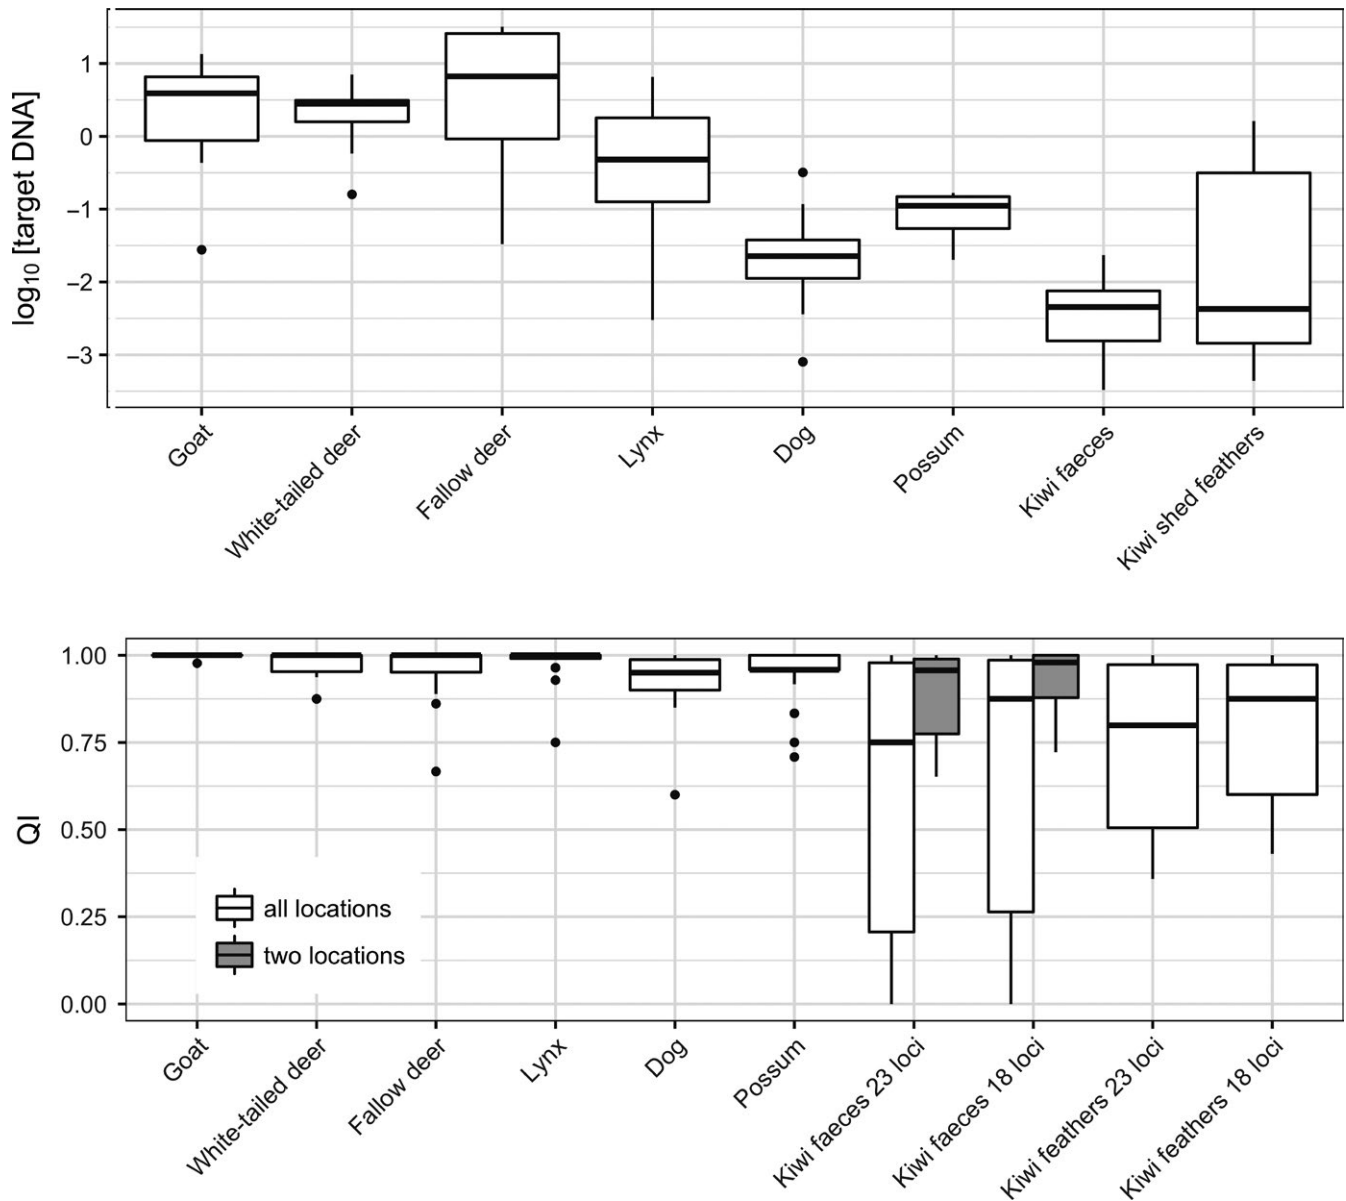 log₁₀ [target DNA]
1
0
−1
−2
−3
Goat
White-tailed deer
Fallow deer
Lynx
Dog
Possum
Kiwi faeces
Kiwi shed feathers
QI
1.00
0.75
0.50
0.25
0.00
all locations
two locations
Goat
White-tailed deer
Fallow deer
Lynx
Dog
Possum
Kiwi faeces 23 loci
Kiwi faeces 18 loci
Kiwi feathers 23 loci
Kiwi feathers 18 loci